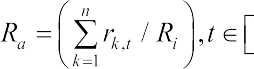 R_a = \left( \sum_{k=1}^{n} r_{k,t} / R_i \right), t \in [